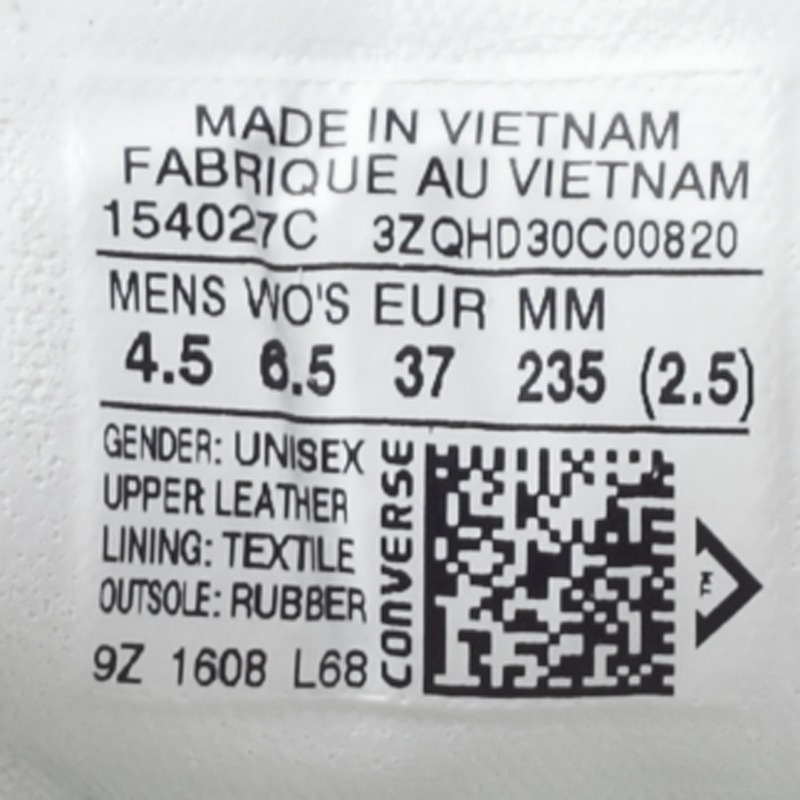 MADE IN VIETNAM
FABRIQUE AU VIETNAM
154027C 3ZQHD30C00820
MENS WO'S EUR MM
4.5 6.5 37 235 (2.5)
GENDER: UNISEX
UPPER LEATHER
LINING: TEXTILE
OUTSOLE: RUBBER
9Z 1608 L68
CONVERSE
TM